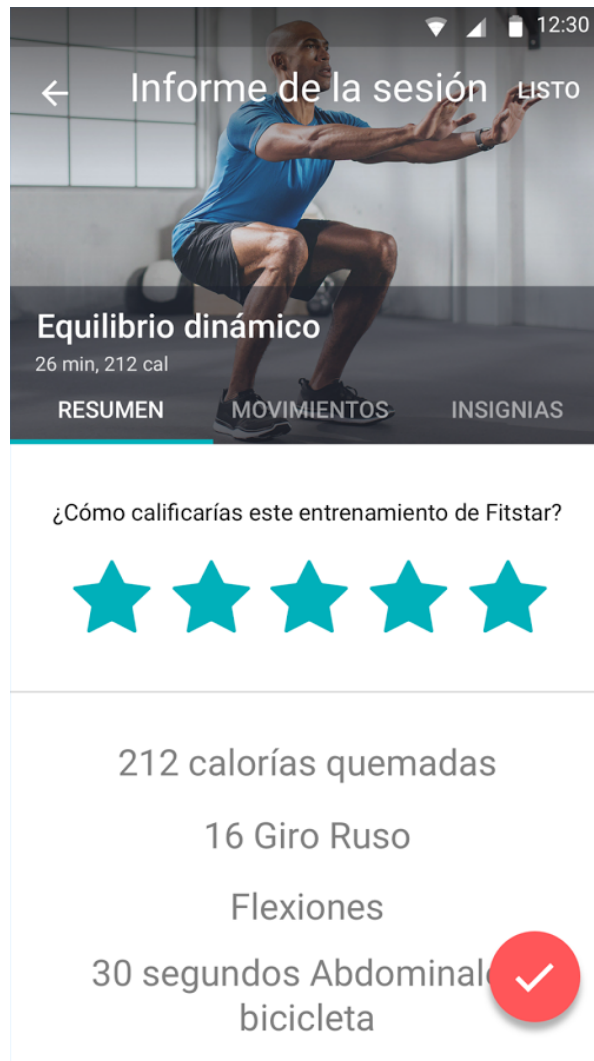 12:30
Informe de la sesión LISTO
Equilibrio dinámico
26 min, 212 cal
RESUMEN MOVIMIENTOS INSIGNIAS
¿Cómo calificarías este entrenamiento de Fitstar?
212 calorías quemadas
16 Giro Ruso
Flexiones
30 segundos Abdominal
bicicleta